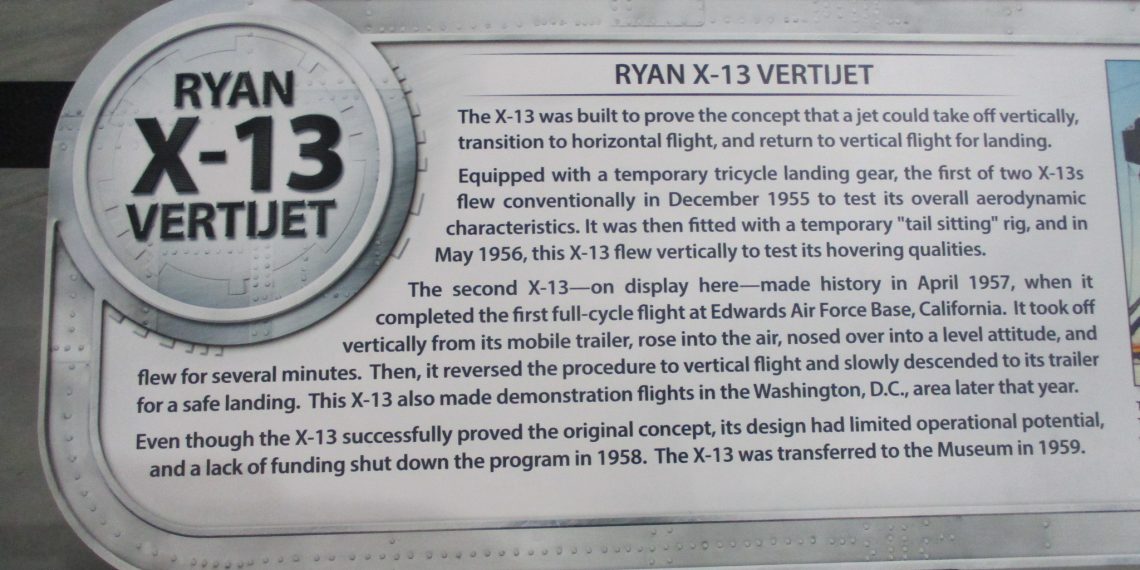 RYAN
X-13
VERTIJET
RYAN X-13 VERTIJET
The X-13 was built to prove the concept that a jet could take off vertically,
transition to horizontal flight, and return to vertical flight for landing.
Equipped with a temporary tricycle landing gear, the first of two X-13s
flew conventionally in December 1955 to test its overall aerodynamic
characteristics. It was then fitted with a temporary "tail sitting" rig, and in
May 1956, this X-13 flew vertically to test its hovering qualities.
The second X-13—on display here—made history in April 1957, when it
completed the first full-cycle flight at Edwards Air Force Base, California. It took off
vertically from its mobile trailer, rose into the air, nosed over into a level attitude, and
flew for several minutes. Then, it reversed the procedure to vertical flight and slowly descended to its trailer
for a safe landing. This X-13 also made demonstration flights in the Washington, D.C., area later that year.
Even though the X-13 successfully proved the original concept, its design had limited operational potential,
and a lack of funding shut down the program in 1958. The X-13 was transferred to the Museum in 1959.